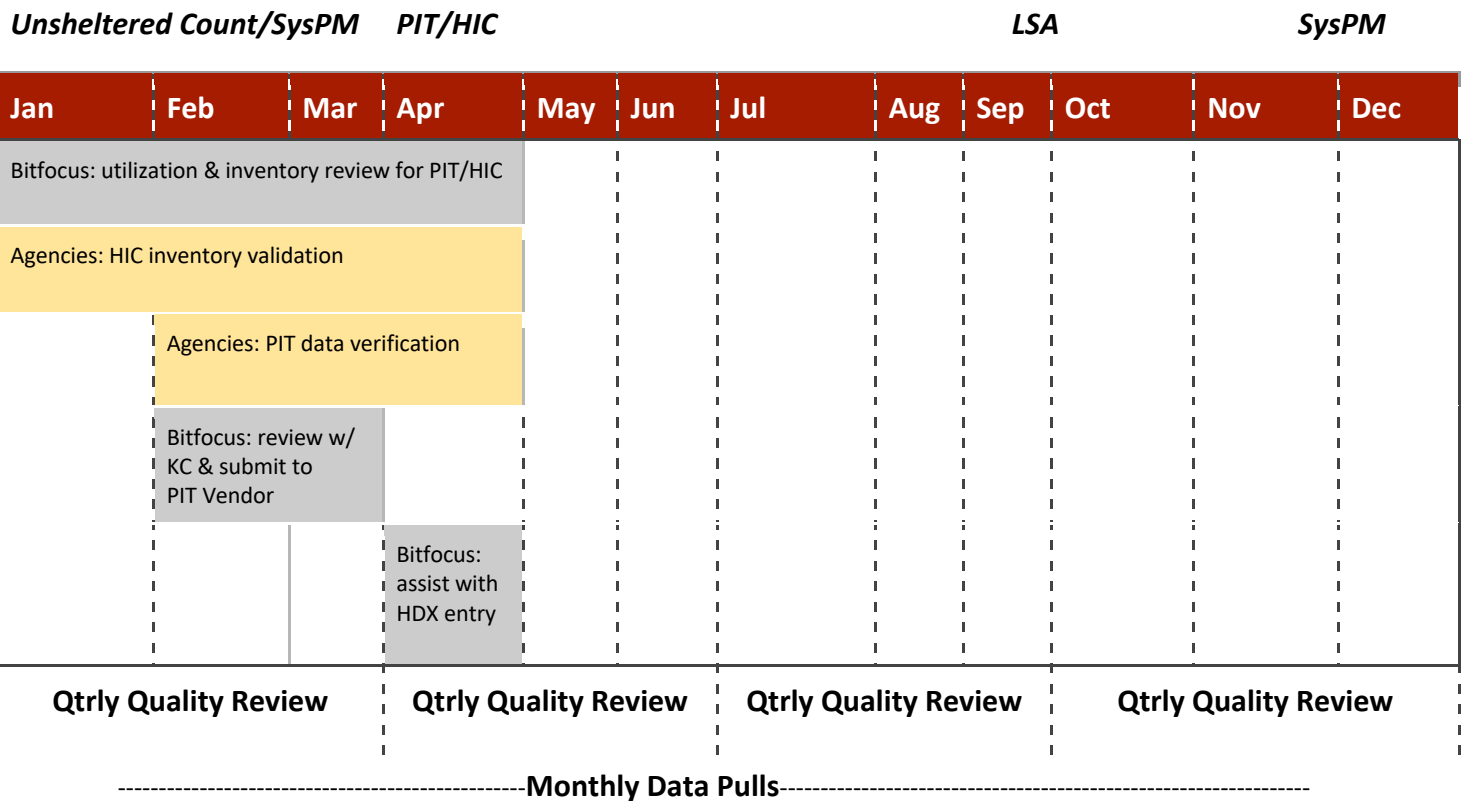 Unsheltered Count/SysPM PIT/HIC LSA SysPM
Jan Feb Mar Apr May Jun Jul Aug Sep Oct Nov Dec
Bitfocus: utilization & inventory review for PIT/HIC
Agencies: HIC inventory validation
Agencies: PIT data verification
Bitfocus: review w/
KC & submit to
PIT Vendor
Bitfocus:
assist with
HDX entry
Qtrly Quality Review Qtrly Quality Review Qtrly Quality Review Qtrly Quality Review
Monthly Data Pulls